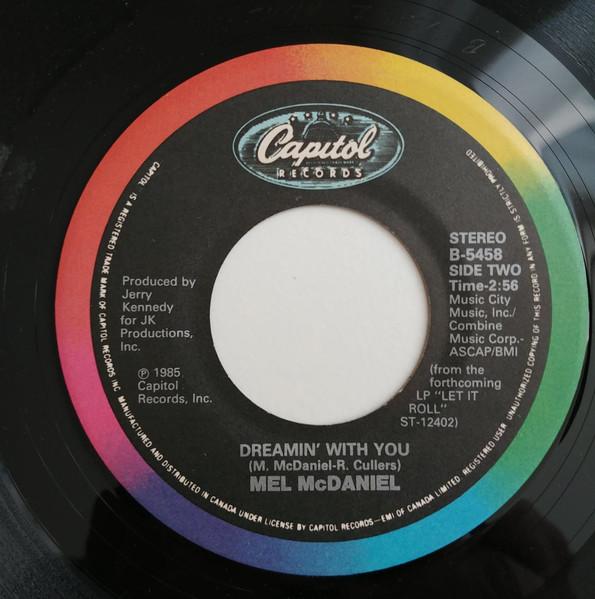 Capitol
RECORDS
STEREO
B-5458
SIDE TWO
Time-2:56
Music City
Music, Inc./
Combine
Music Corp.-
ASCAP/BMI
(from the
forthcoming
LP "LET IT
ROLL"
ST-12402)
Produced by
Jerry
Kennedy
for JK
Productions,
Inc.
℗ 1985
Capitol
Records, Inc.
DREAMIN' WITH YOU
(M. McDaniel-R. Cullers)
MEL McDANIEL
CAPITOL IS A REGISTERED TRADE MARK OF CAPITOL RECORDS INC MANUFACTURED AND DISTRIBUTED IN CANADA UNDER LICENSE BY CAPITOL RECORDS-EMI OF CANADA LIMITED. REGISTERED USER UNAUTHORIZED COPYING OF THIS RECORD IN ANY FORM IS STRICTLY PROHIBITED